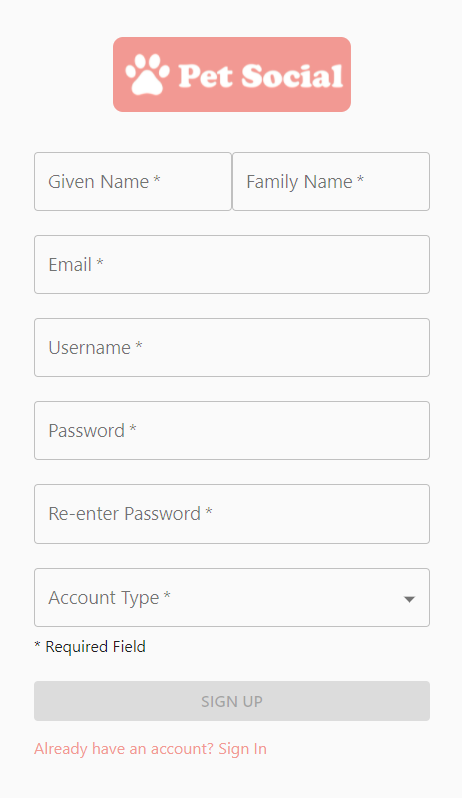 Pet Social
Given Name * Family Name *
Email *
Username *
Password *
Re-enter Password *
Account Type *
* Required Field
SIGN UP
Already have an account? Sign In